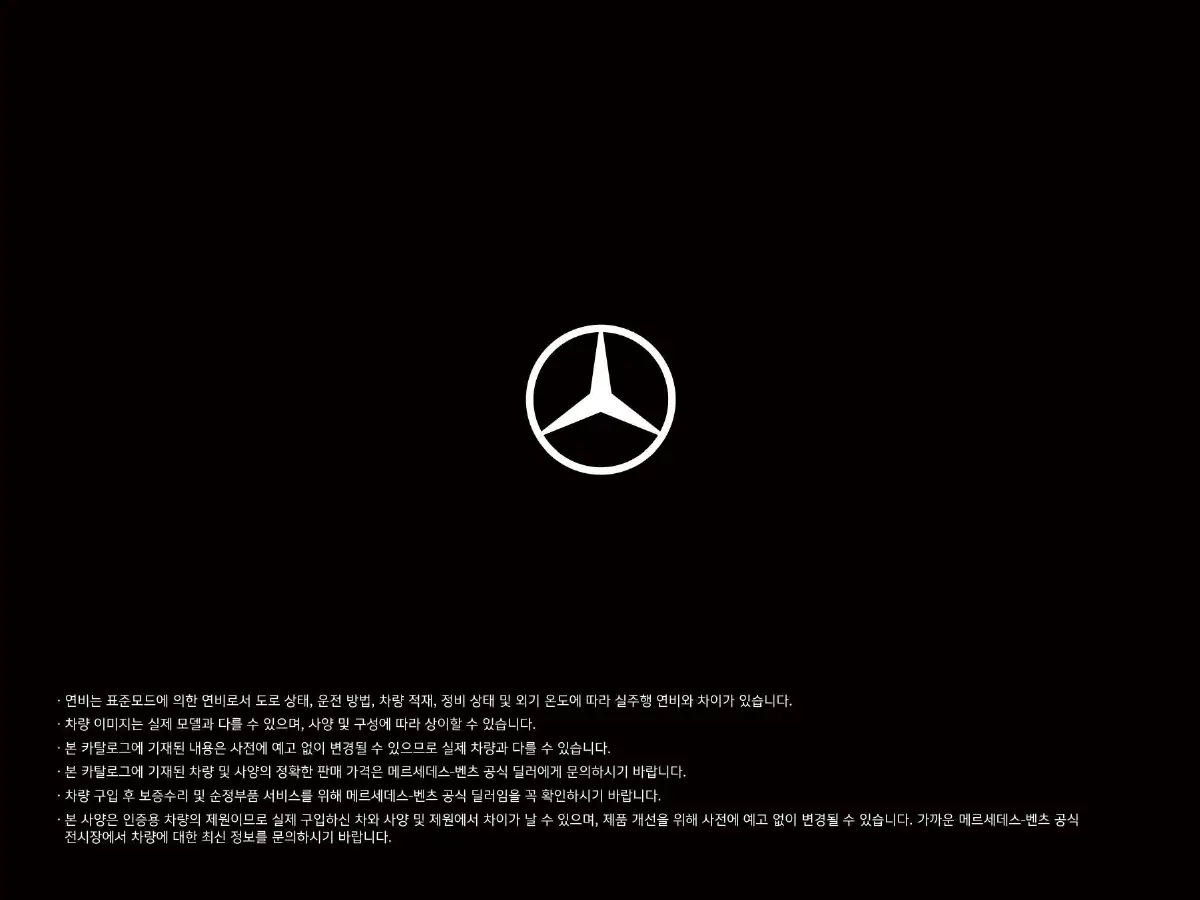 · 연비는 표준모드에 의한 연비로서 도로 상태, 운전 방법, 차량 적재, 정비 상태 및 외기 온도에 따라 실주행 연비와 차이가 있습니다.
· 차량 이미지는 실제 모델과 다를 수 있으며, 사양 및 구성에 따라 상이할 수 있습니다.
· 본 카탈로그에 기재된 내용은 사전에 예고 없이 변경될 수 있으므로 실제 차량과 다를 수 있습니다.
· 본 카탈로그에 기재된 차량 및 사양의 정확한 판매 가격은 메르세데스-벤츠 공식 딜러에게 문의하시기 바랍니다.
· 차량 구입 후 보증수리 및 순정부품 서비스를 위해 메르세데스-벤츠 공식 딜러임을 꼭 확인하시기 바랍니다.
· 본 사양은 인증용 차량의 제원이므로 실제 구입하신 차와 사양 및 제원에서 차이가 날 수 있으며, 제품 개선을 위해 사전에 예고 없이 변경될 수 있습니다. 가까운 메르세데스-벤츠 공식
전시장에서 차량에 대한 최신 정보를 문의하시기 바랍니다.